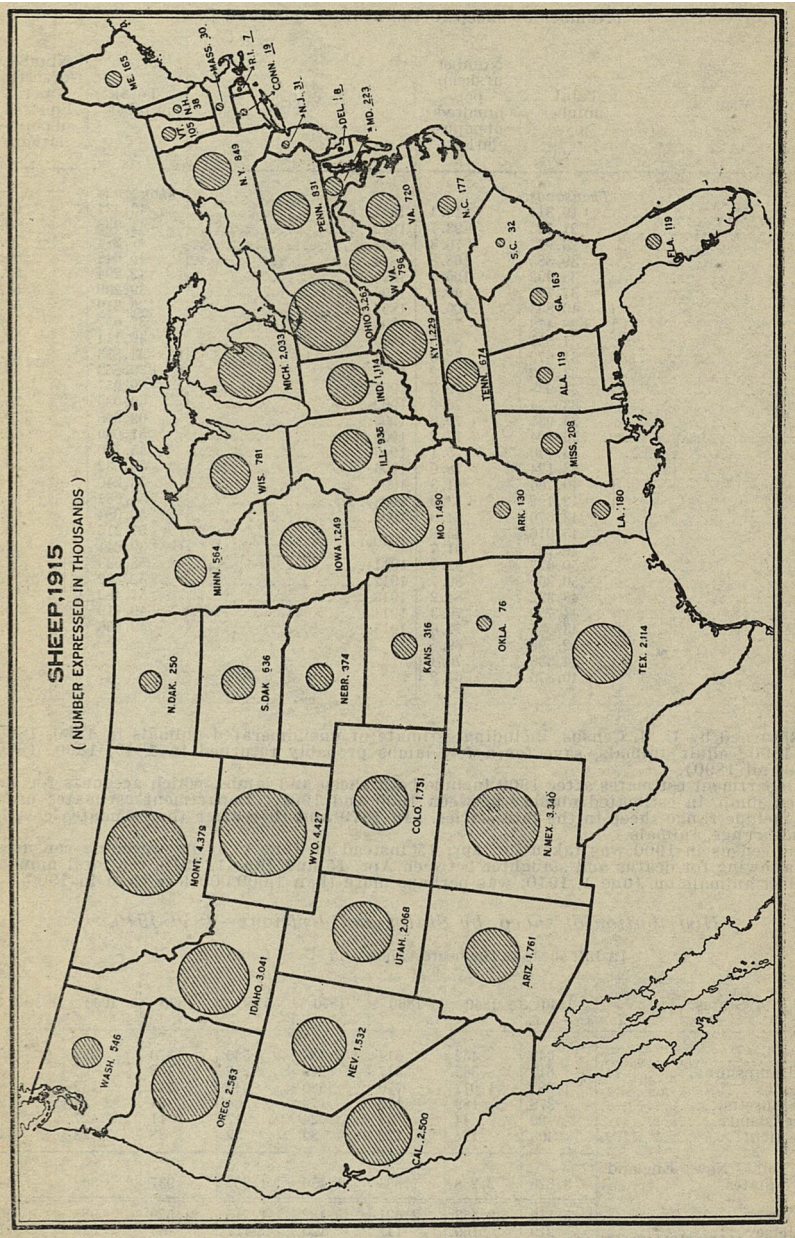 SHEEP, 1915
( NUMBER EXPRESSED IN THOUSANDS )
WASH. 546
OREG. 2.563
CAL. 2.500
IDAHO. 3.041
NEV. 1.532
MONT. 4.379
WYO. 4.427
UTAH. 2.068
ARIZ. 1.761
COLO. 1.751
N.MEX. 3.340
N.DAK. 250
S.DAK 636
NEBR. 374
KANS. 316
OKLA. 76
TEX. 2.114
MINN. 564
IOWA 1.249
MO. 1.490
ARK. 130
LA. 180
WIS. 781
ILL. 936
MISS. 208
MICH. 2,033
IND. 1,114
OHIO 3.263
KY. 1.229
TENN. 674
ALA. 119
GA. 163
FLA. 119
S.C. 32
N.C. 177
VA. 720
W VA. 796
PENN. 831
N.Y. 849
VT. 105
N.H. 38
ME. 165
MASS. 30
R.I. 7
CONN. 19
N.J. 31
DEL. 8
MD. 223